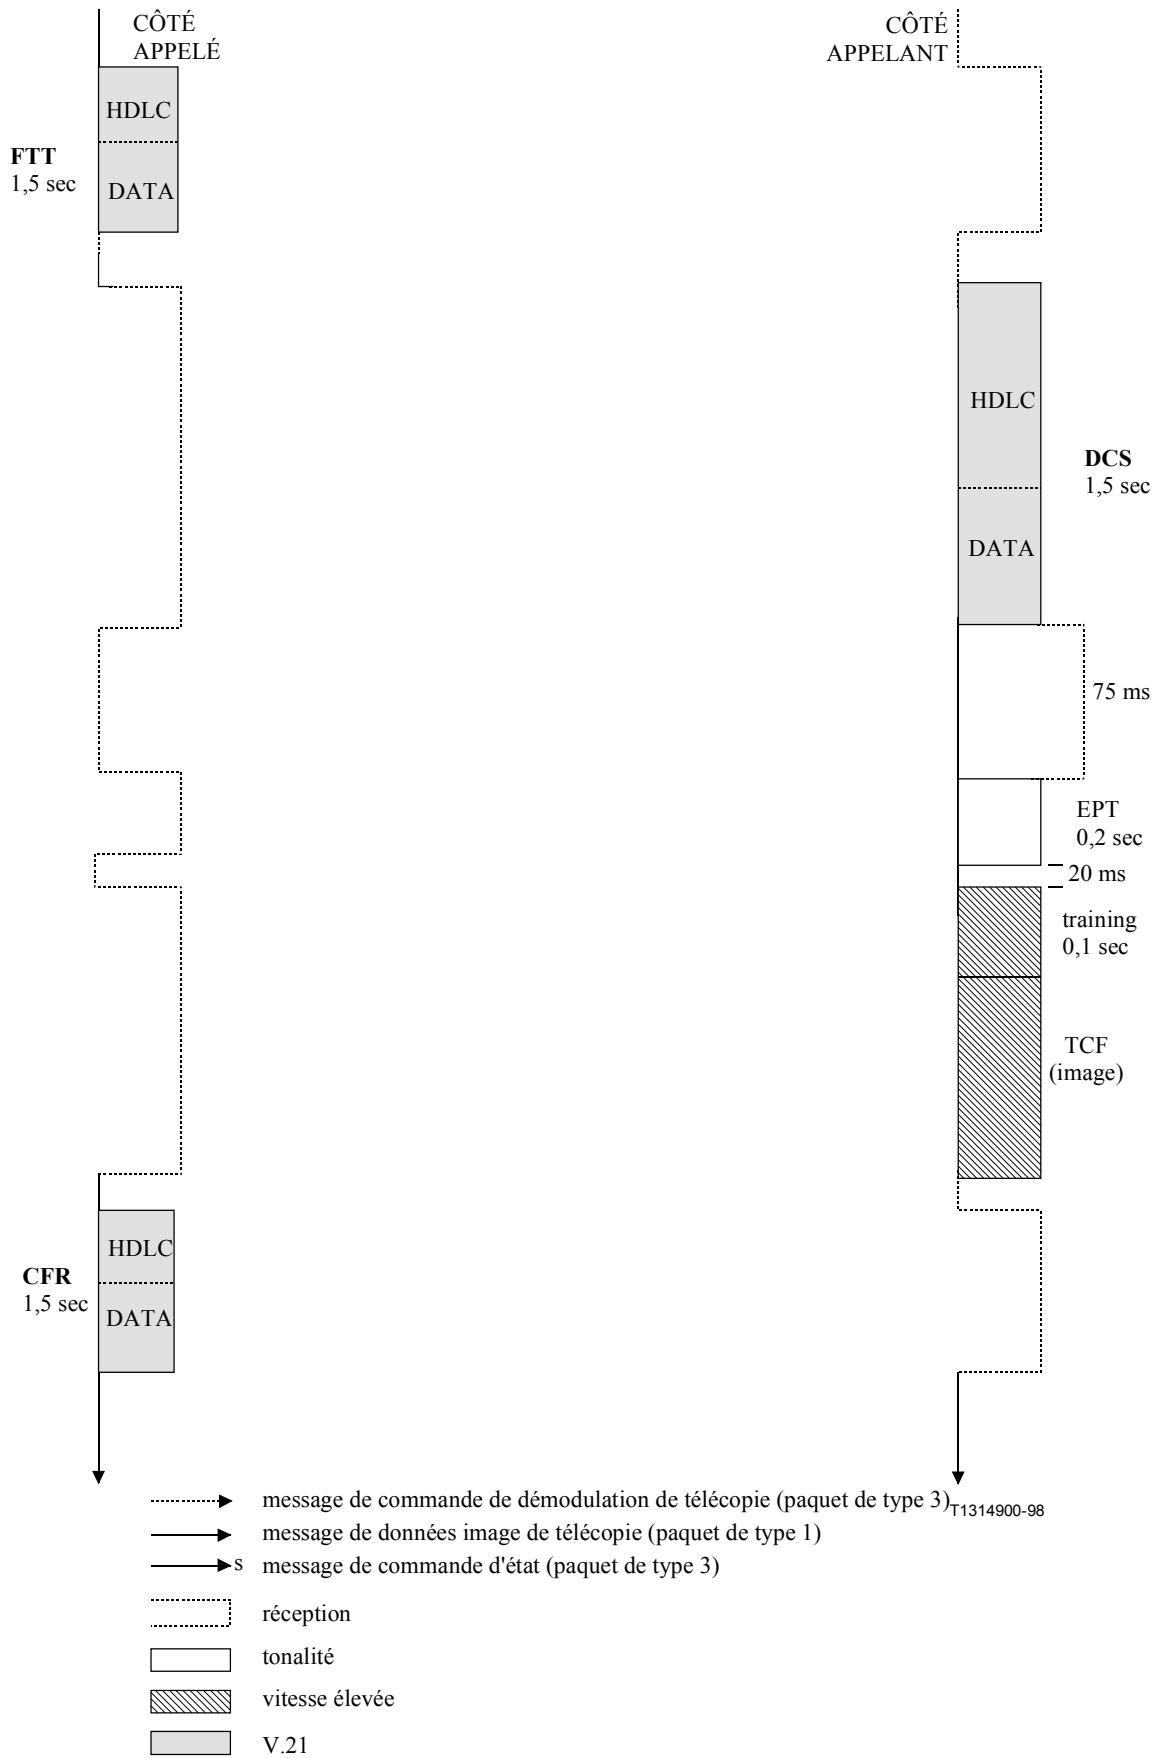 CÔTÉ
APPELÉ
CÔTÉ
APPELANT
HDLC
FTT
1,5 sec
DATA
HDLC
DCS
1,5 sec
DATA
75 ms
EPT
0,2 sec
20 ms
training
0,1 sec
TCF
(image)
HDLC
CFR
1,5 sec
DATA
message de commande de démodulation de télécopie (paquet de type 3)
T1314900-98
message de données image de télécopie (paquet de type 1)
s message de commande d'état (paquet de type 3)
réception
tonalité
vitesse élevée
V.21